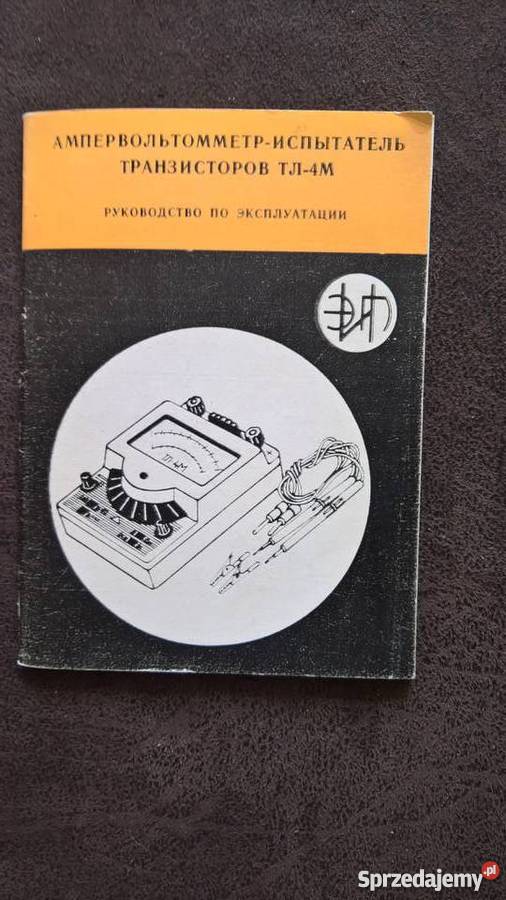 АМПЕРВОЛЬТОММЕТР-ИСПЫТАТЕЛЬ
ТРАНЗИСТОРОВ ТЛ-4М
РУКОВОДСТВО ПО ЭКСПЛУАТАЦИИ
ТЛ 4М
Sprzedajemy.pl